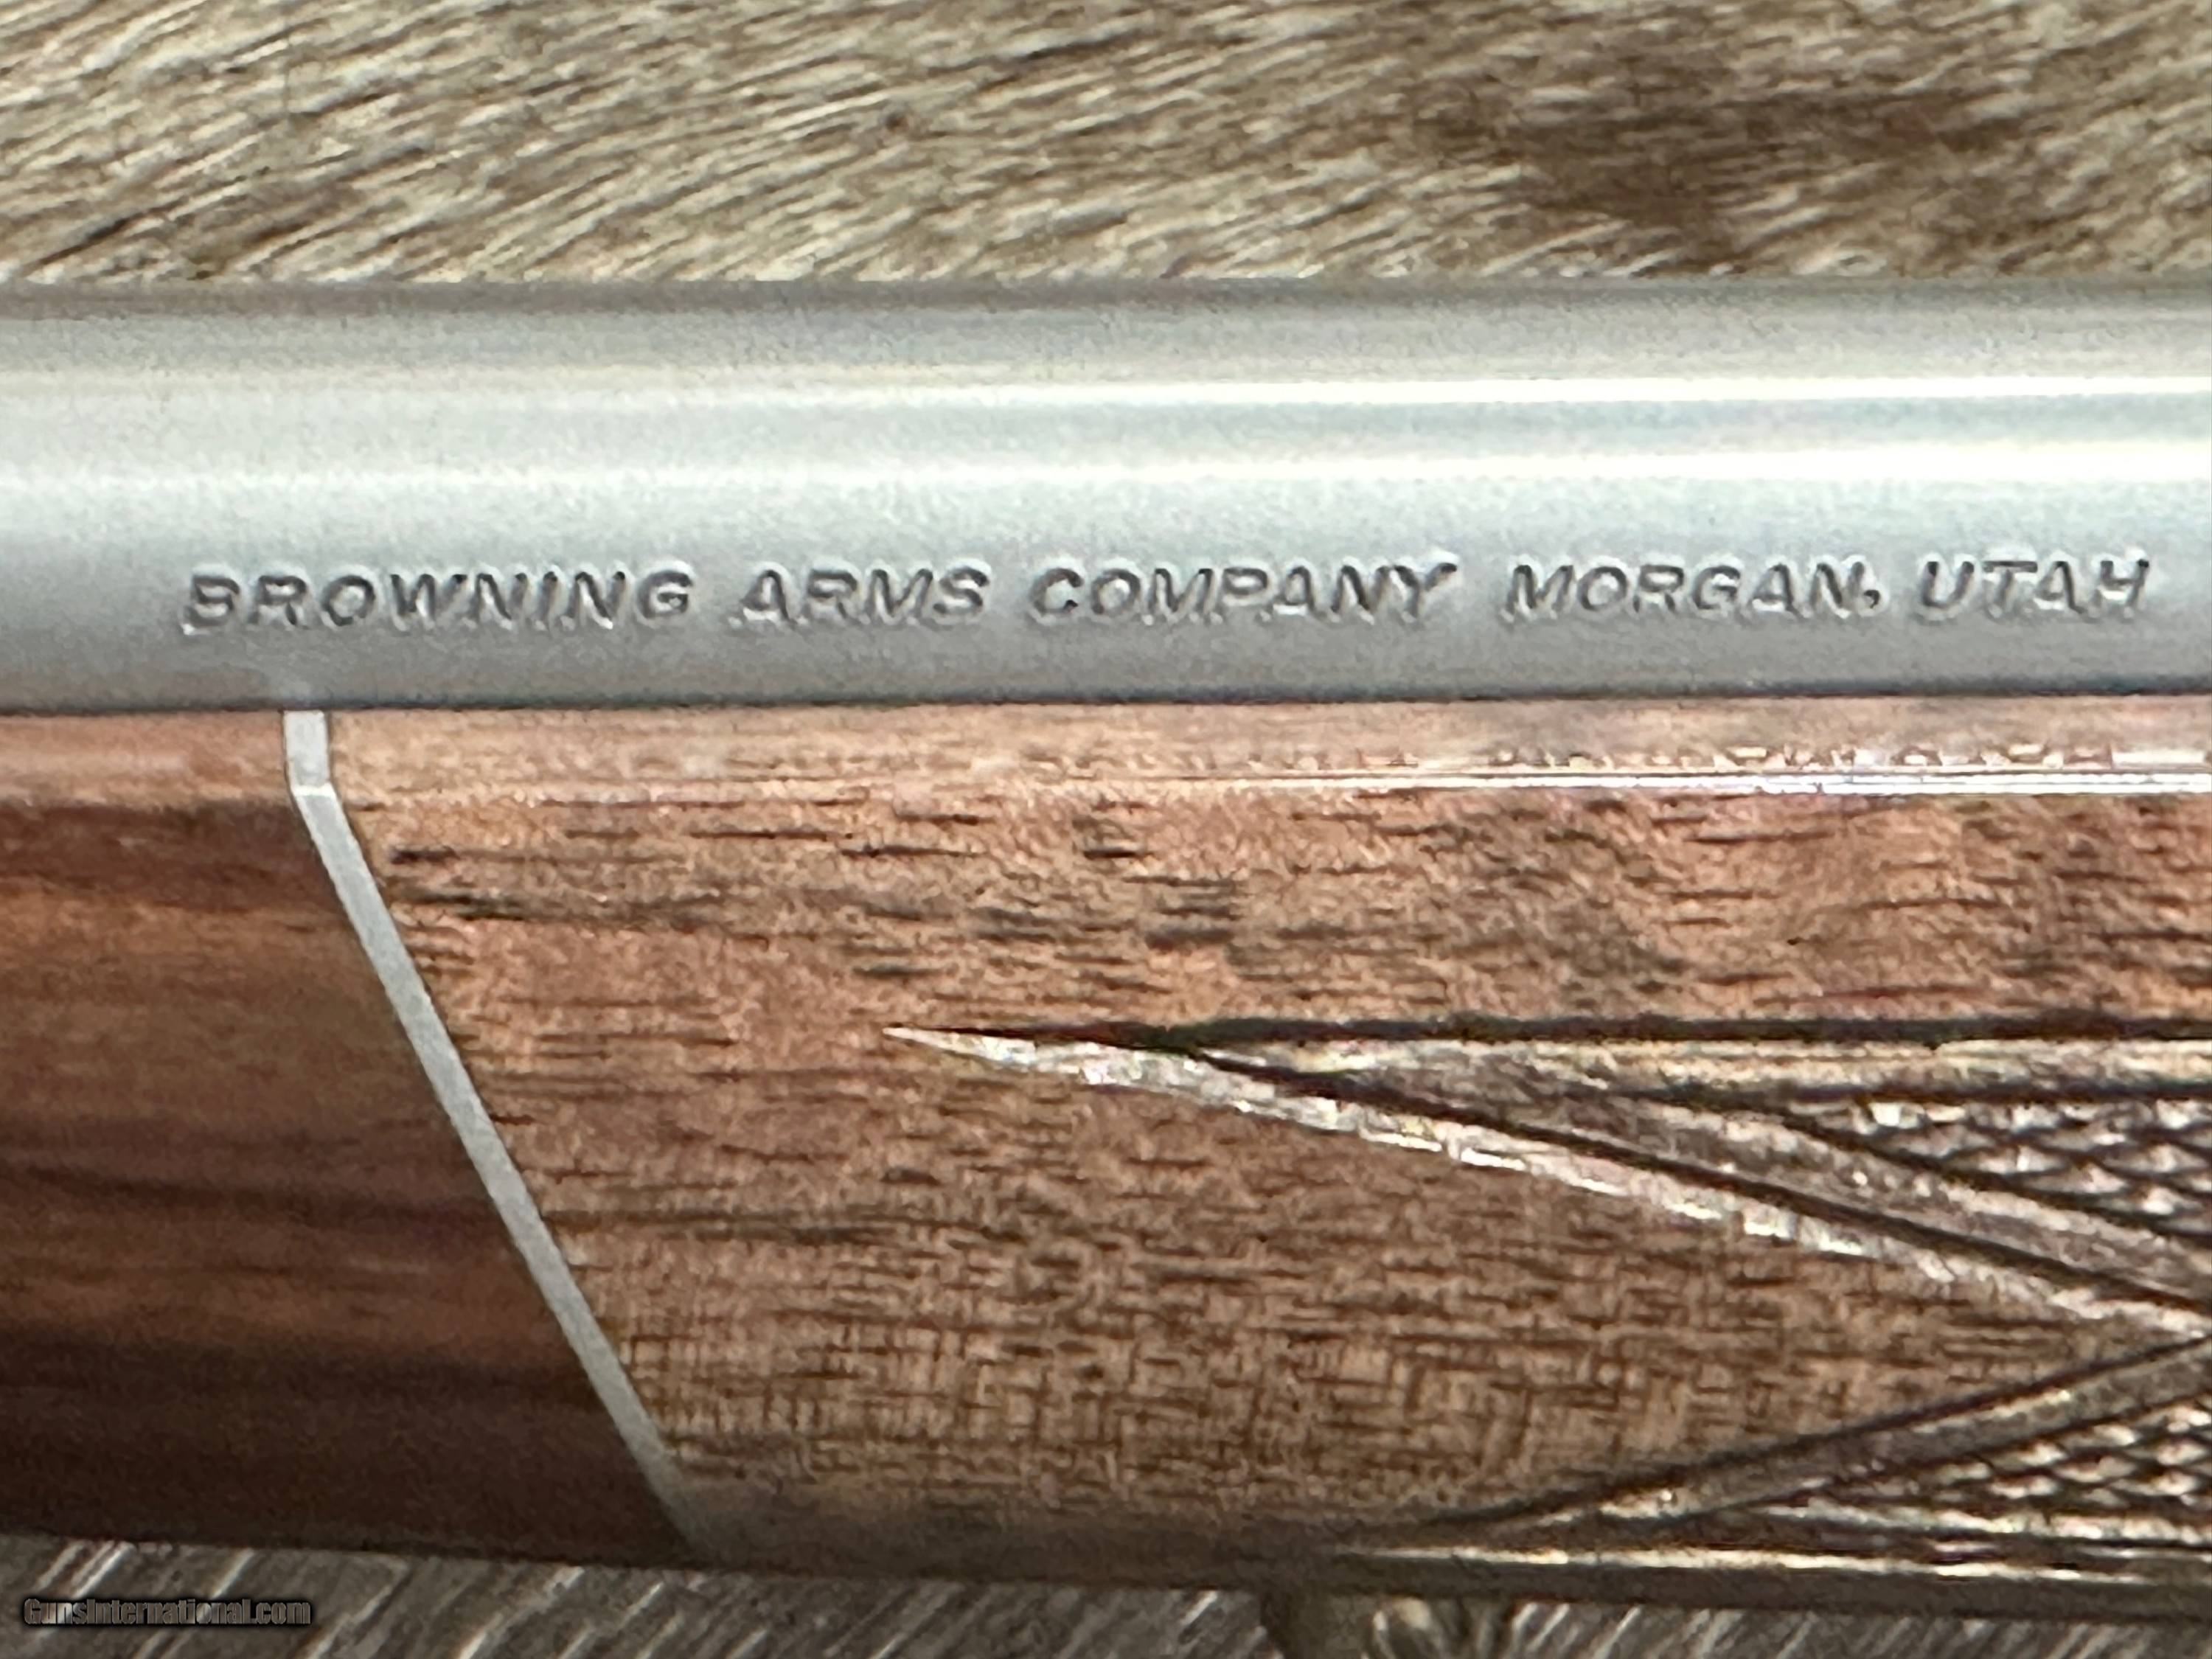 BROWNING ARMS COMPANY MORGAN, UTAH
GunsInternational.com